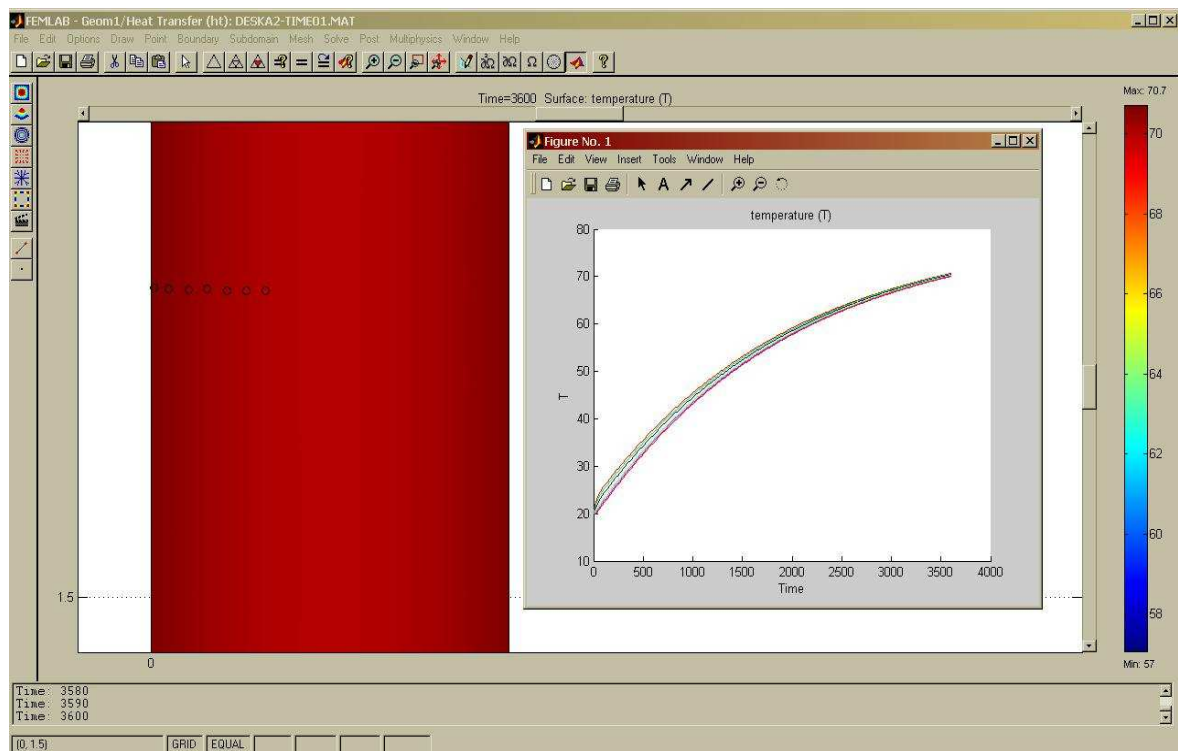 FEMLAB - Geom1/Heat Transfer (ht): DESKA2-TIME01.MAT
File Edit Options Draw Point Boundary Subdomain Mesh Solve Post Multiphysics Window Help
Time=3600 Surface: temperature (T)
Max: 70.7
Figure No. 1
File Edit View Insert Tools Window Help
temperature (T)
80
70
60
50
40
30
20
10
T
0 500 1000 1500 2000 2500 3000 3500 4000
Time
70
68
66
64
62
60
58
Min: 57
1.5
0
Time: 3580
Time: 3590
Time: 3600
(0, 1.5) GRID EQUAL